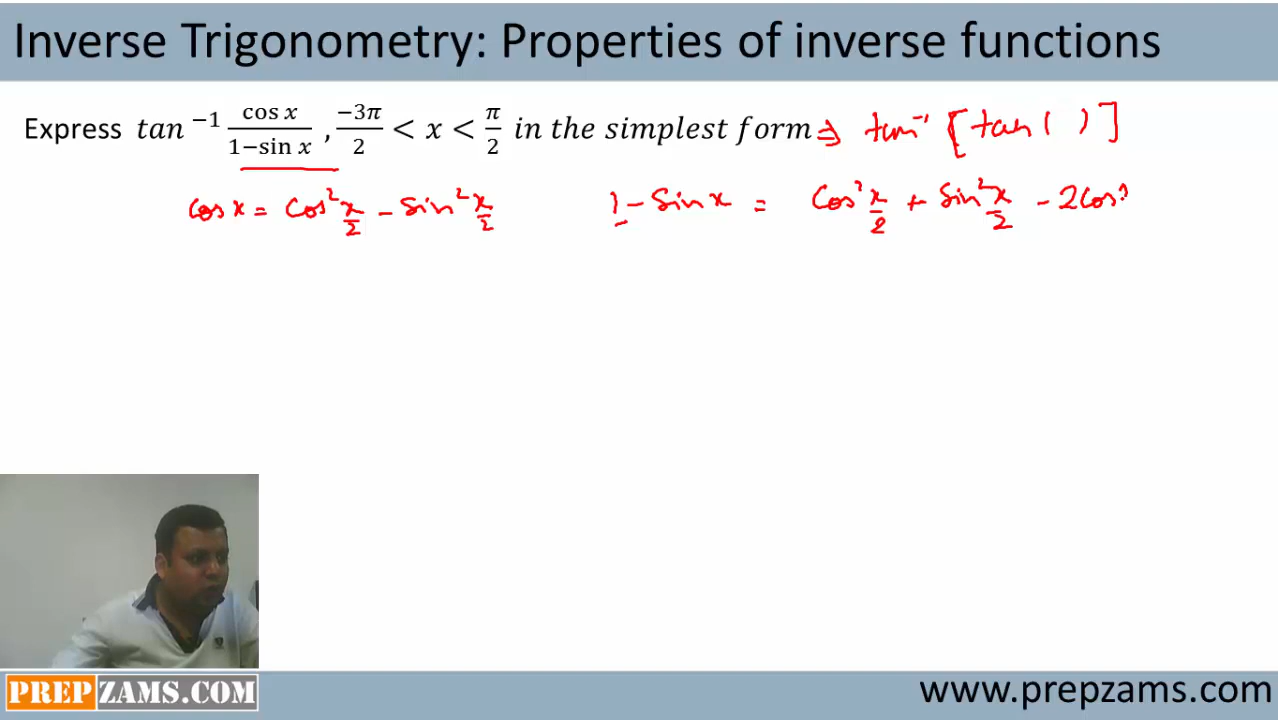 Inverse Trigonometry: Properties of inverse functions
Express tan⁻¹ cos x / 1−sin x , −3π/2 < x < π/2 in the simplest form ⇒ tan⁻¹ [tan( )]
cos x = cos² x/2 − sin² x/2 1 − sin x = cos² x/2 + sin² x/2 − 2cos
PREPZAMS.COM
www.prepzams.com